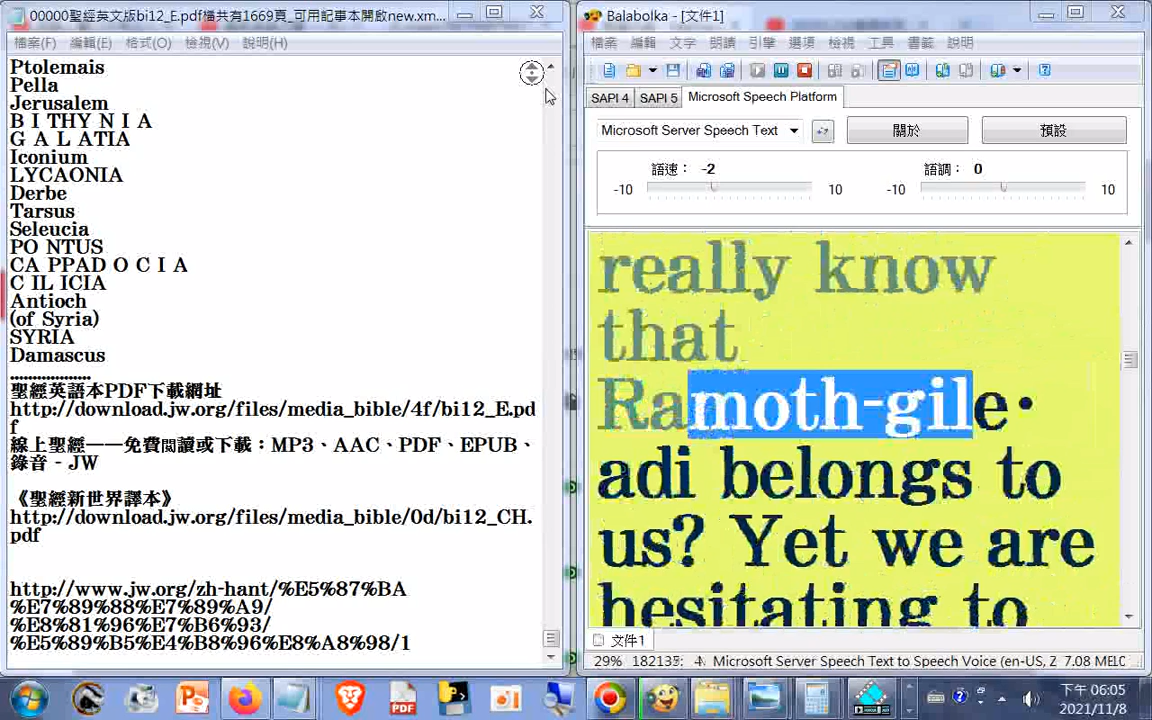 00000聖經英文版bi12_E.pdf檔共有1669頁_可用記事本開啟new.xm...
檔案(F) 編輯(E) 格式(O) 檢視(V) 說明(H)
Ptolemais
Pella
Jerusalem
B I THY N I A
G A L ATIA
Iconium
LYCAONIA
Derbe
Tarsus
Seleucia
PO NTUS
CA PPAD O C I A
C IL ICIA
Antioch
(of Syria)
SYRIA
Damascus
..................
聖經英語本PDF下載網址
http://download.jw.org/files/media_bible/4f/bi12_E.pd
f
線上聖經——免費閱讀或下載：MP3、AAC、PDF、EPUB、
錄音 - JW
《聖經新世界譯本》
http://download.jw.org/files/media_bible/0d/bi12_CH.
pdf
http://www.jw.org/zh-hant/%E5%87%BA
%E7%89%88%E7%89%A9/
%E8%81%96%E7%B6%93/
%E5%89%B5%E4%B8%96%E8%A8%98/1
Balabolka - [文件1]
檔案 編輯 文字 朗讀 引擎 選項 檢視 工具 書籤 說明
SAPI 4 SAPI 5 Microsoft Speech Platform
Microsoft Server Speech Text 關於 預設
語速： -2 語調： 0
-10 10 -10 10
really know
that
Ramoth-gile·
adi belongs to
us? Yet we are
hesitating to
文件1
29% 182135: 4 Microsoft Server Speech Text to Speech Voice (en-US, Z 7.08 MELO
PDF
下午 06:05
2021/11/8